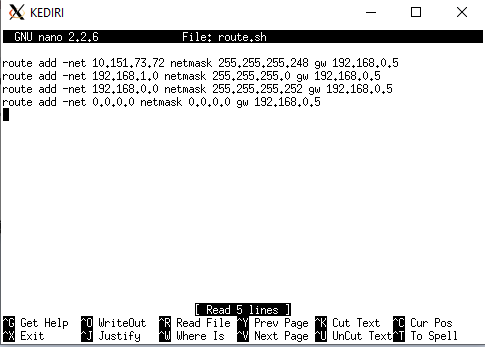 KEDIRI
GNU nano 2.2.6 File: route.sh
route add -net 10.151.73.72 netmask 255.255.255.248 gw 192.168.0.5
route add -net 192.168.1.0 netmask 255.255.255.0 gw 192.168.0.5
route add -net 192.168.0.0 netmask 255.255.255.252 gw 192.168.0.5
route add -net 0.0.0.0 netmask 0.0.0.0 gw 192.168.0.5
[ Read 5 lines ]
^G Get Help ^O WriteOut ^R Read File ^Y Prev Page ^K Cut Text ^C Cur Pos
^X Exit ^J Justify ^W Where Is ^V Next Page ^U UnCut Text ^T To Spell